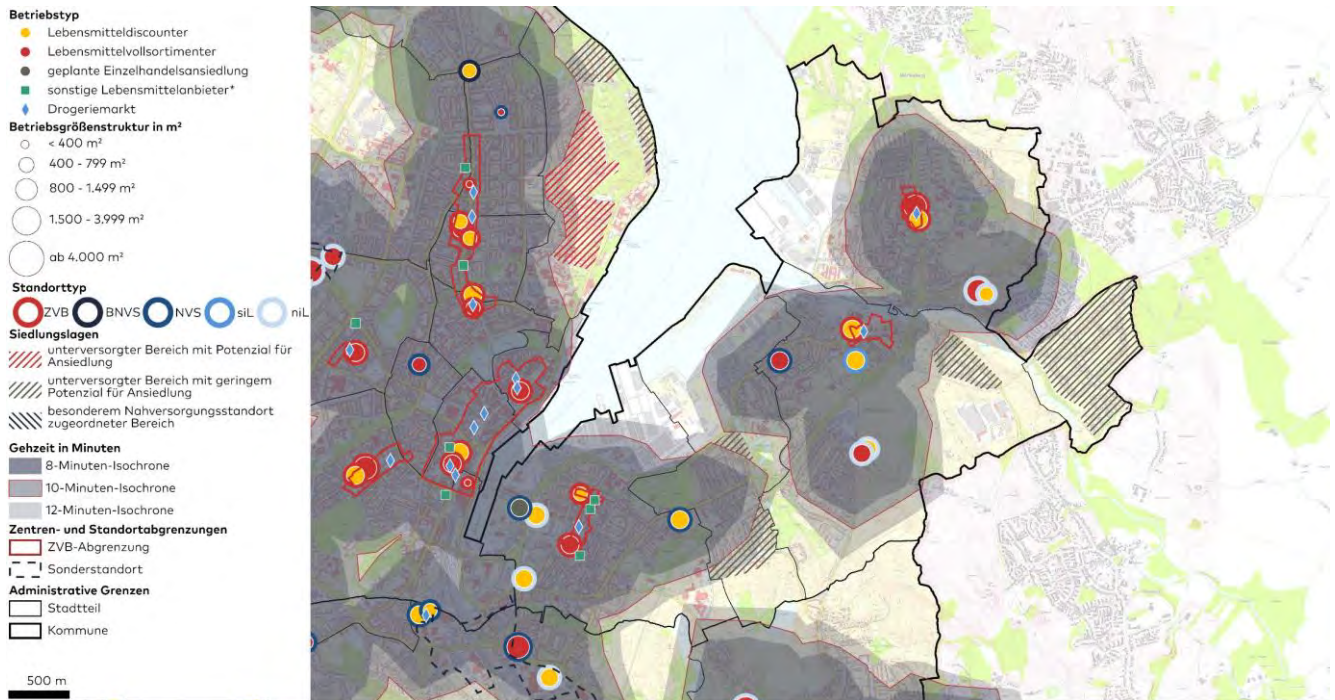 Betriebstyp
Lebensmitteldiscounter
Lebensmittelvollsortimenter
geplante Einzelhandelsansiedlung
sonstige Lebensmittelanbieter*
Drogeriemarkt
Betriebsgrößenstruktur in m²
< 400 m²
400 - 799 m²
800 - 1.499 m²
1.500 - 3.999 m²
ab 4.000 m²
Standorttyp
ZVB BNVS NVS siL niL
Siedlungslagen
unterversorgter Bereich mit Potenzial für
Ansiedlung
unterversorgter Bereich mit geringem
Potenzial für Ansiedlung
besonderem Nahversorgungsstandort
zugeordneter Bereich
Gehzeit in Minuten
8-Minuten-Isochrone
10-Minuten-Isochrone
12-Minuten-Isochrone
Zentren- und Standortabgrenzungen
ZVB-Abgrenzung
Sonderstandort
Administrative Grenzen
Stadtteil
Kommune
500 m